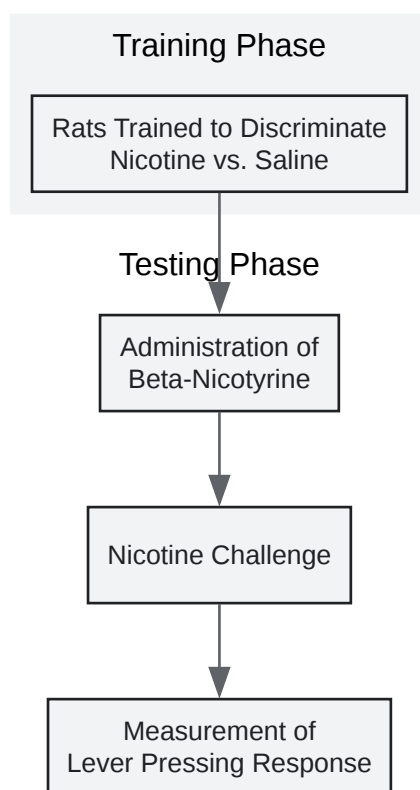 Training Phase
Rats Trained to Discriminate
Nicotine vs. Saline
Testing Phase
Administration of
Beta-Nicotyrine
Nicotine Challenge
Measurement of
Lever Pressing Response